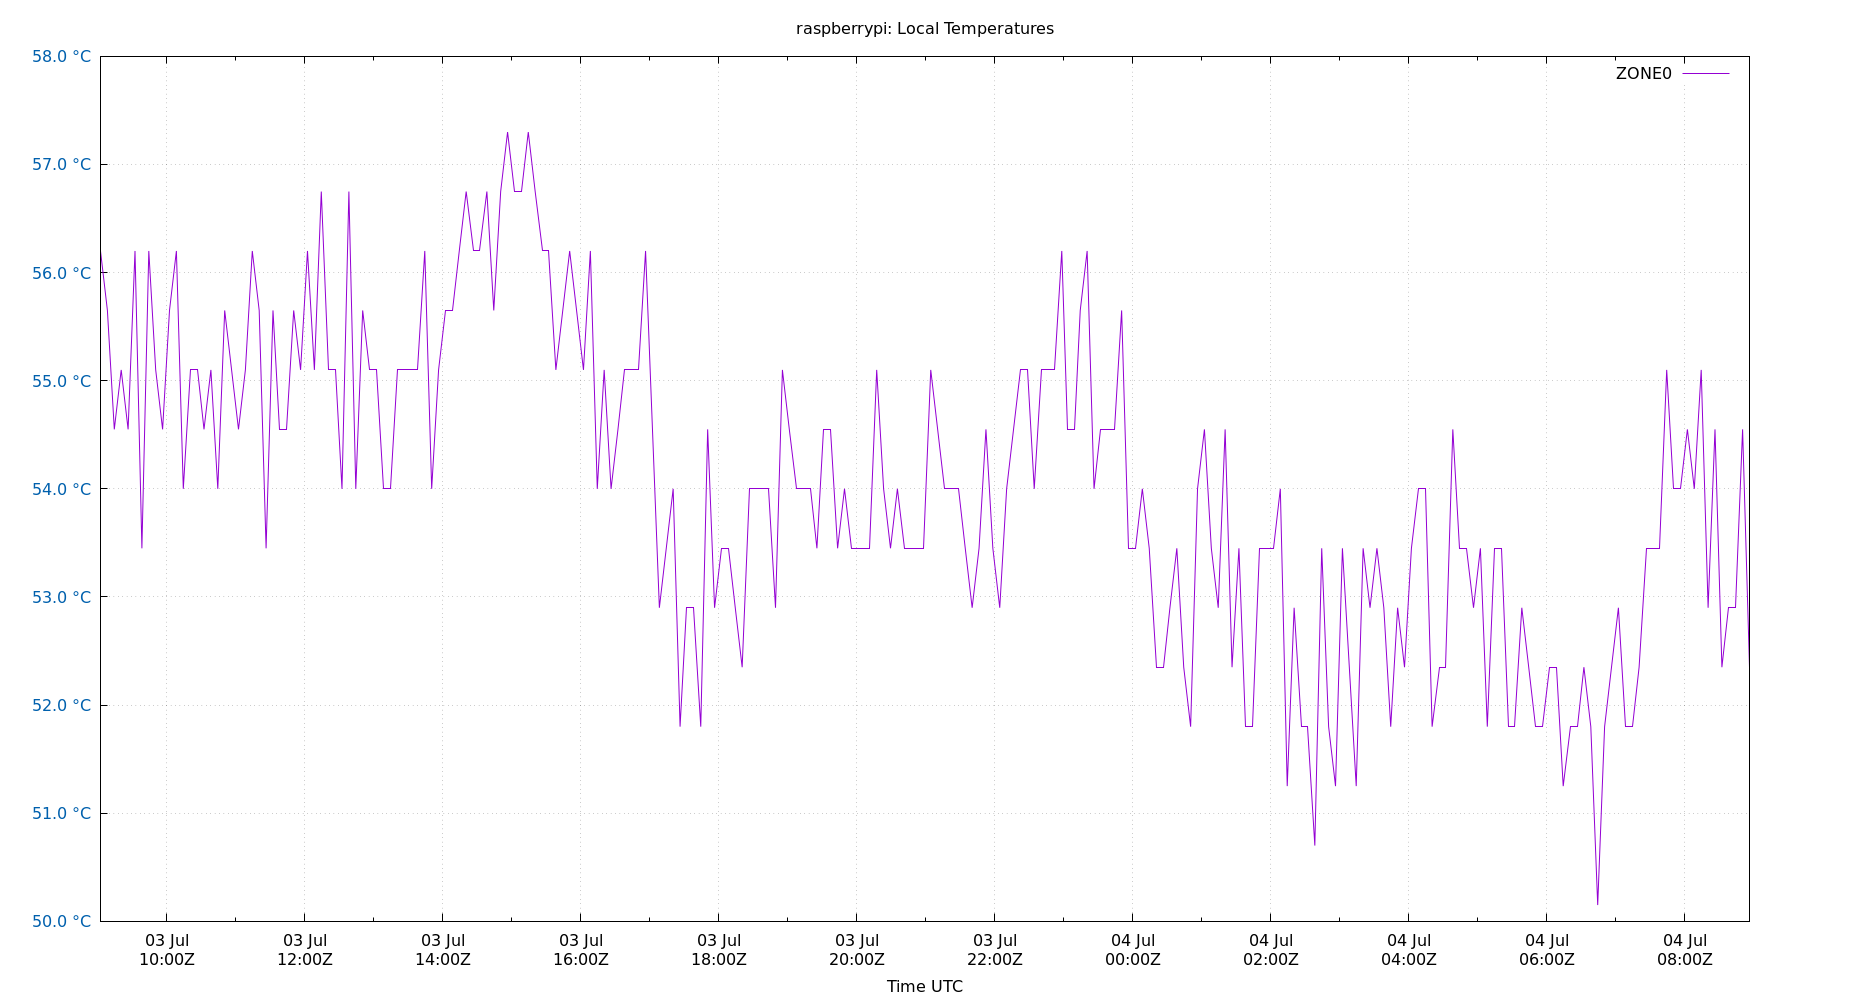 raspberrypi: Local Temperatures
58.0 °C
ZONE0
57.0 °C
56.0 °C
55.0 °C
54.0 °C
53.0 °C
52.0 °C
51.0 °C
50.0 °C
03 Jul 03 Jul 03 Jul 03 Jul 03 Jul 03 Jul 03 Jul 04 Jul 04 Jul 04 Jul 04 Jul 04 Jul
10:00Z 12:00Z 14:00Z 16:00Z 18:00Z 20:00Z 22:00Z 00:00Z 02:00Z 04:00Z 06:00Z 08:00Z
Time UTC